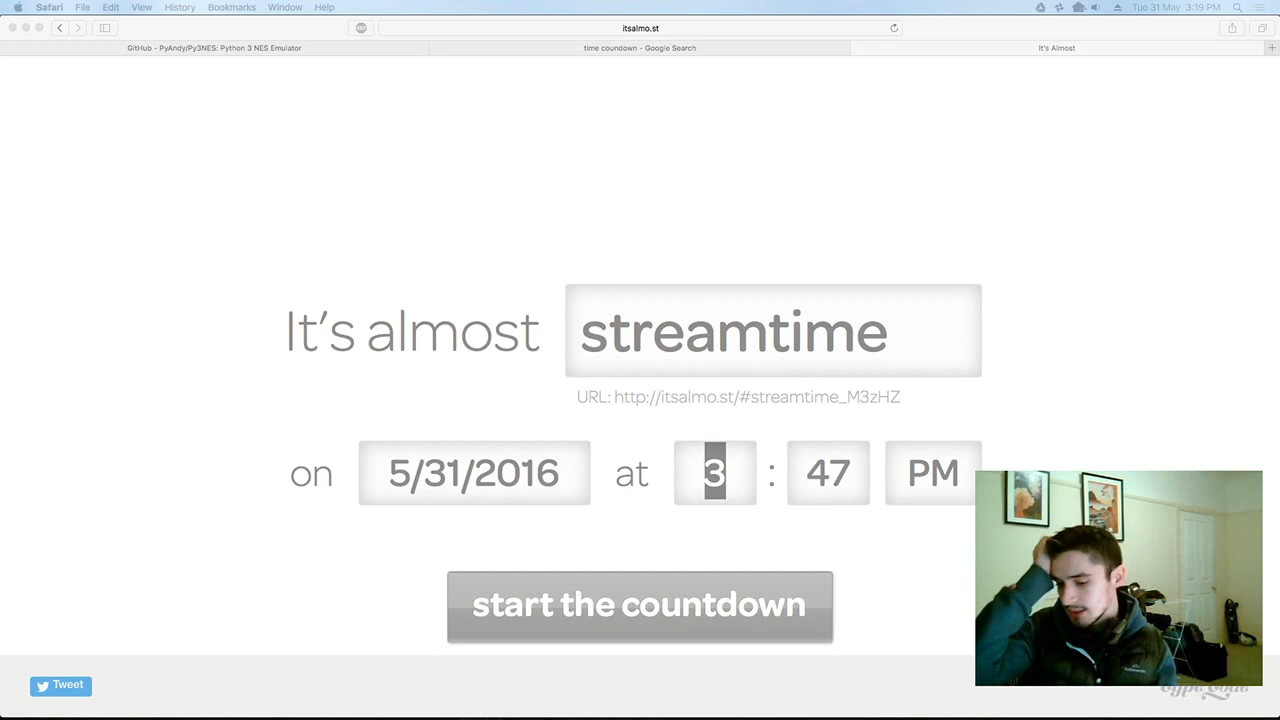 Safari File Edit View History Bookmarks Window Help Tue 31 May 3:19 PM
itsalmo.st
GitHub - PyAndy/Py3NES: Python 3 NES Emulator time coundown - Google Search It's Almost
It's almost streamtime
URL: http://itsalmo.st/#streamtime_M3zHZ
on 5/31/2016 at 3 : 47 PM
start the countdown
Tweet